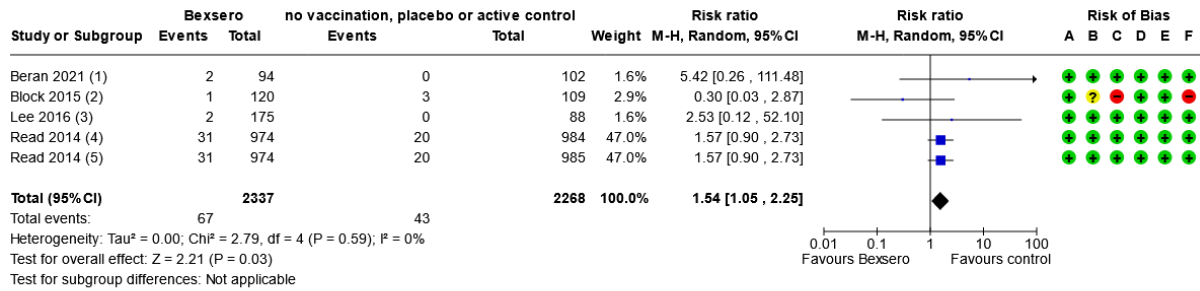 Bexsero no vaccination, placebo or active control Risk ratio Risk ratio Risk of Bias
Study or Subgroup Events Total Events Total Weight M-H, Random, 95% CI M-H, Random, 95% CI A B C D E F
Beran 2021 (1) 2 94 0 102 1.6% 5.42 [0.26 , 111.48] + + + + + +
Block 2015 (2) 1 120 3 109 2.9% 0.30 [0.03 , 2.87] + ? − + + −
Lee 2016 (3) 2 175 0 88 1.6% 2.53 [0.12 , 52.10] + + + + + +
Read 2014 (4) 31 974 20 984 47.0% 1.57 [0.90 , 2.73] + + + + + +
Read 2014 (5) 31 974 20 985 47.0% 1.57 [0.90 , 2.73] + + + + + +
Total (95% CI) 2337 2268 100.0% 1.54 [1.05 , 2.25]
Total events: 67 43
Heterogeneity: Tau² = 0.00; Chi² = 2.79, df = 4 (P = 0.59); I² = 0%
0.01 0.1 1 10 100
Test for overall effect: Z = 2.21 (P = 0.03)
Favours Bexsero Favours control
Test for subgroup differences: Not applicable